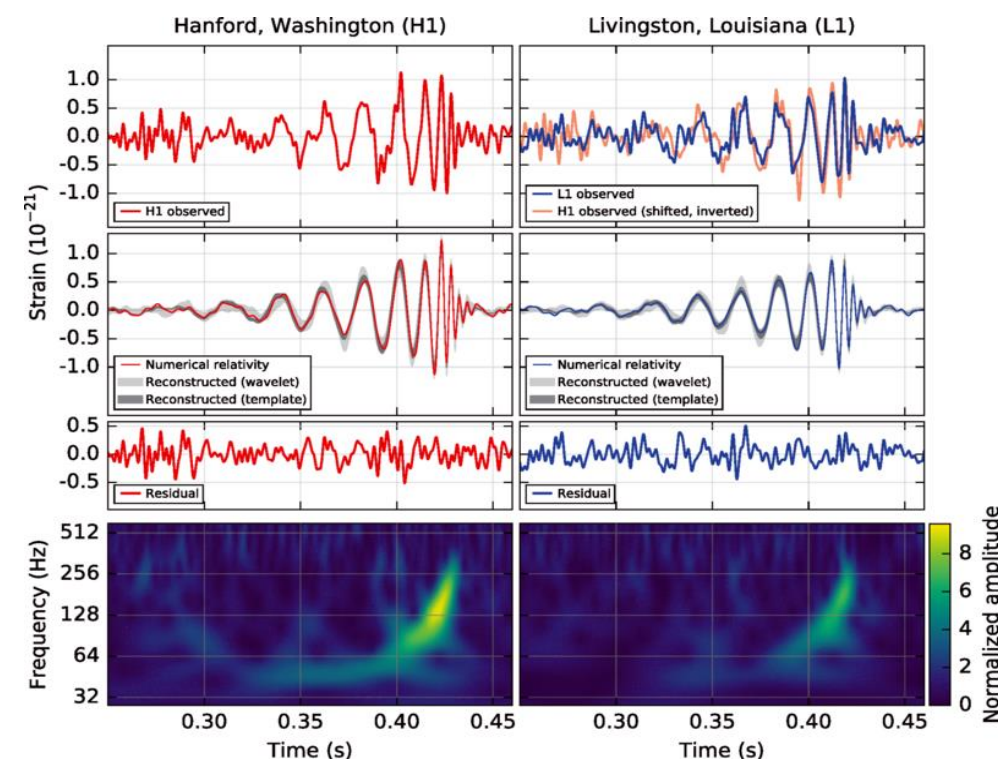 Hanford, Washington (H1)
Livingston, Louisiana (L1)
Strain (10⁻²¹)
1.0
0.5
0.0
-0.5
-1.0
H1 observed
L1 observed
H1 observed (shifted, inverted)
1.0
0.5
0.0
-0.5
-1.0
Numerical relativity
Reconstructed (wavelet)
Reconstructed (template)
Numerical relativity
Reconstructed (wavelet)
Reconstructed (template)
0.5
0.0
-0.5
Residual
Residual
Frequency (Hz)
512
256
128
64
32
0.30 0.35 0.40 0.45
Time (s)
0.30 0.35 0.40 0.45
Time (s)
8
6
4
2
0
Normalized amplitude